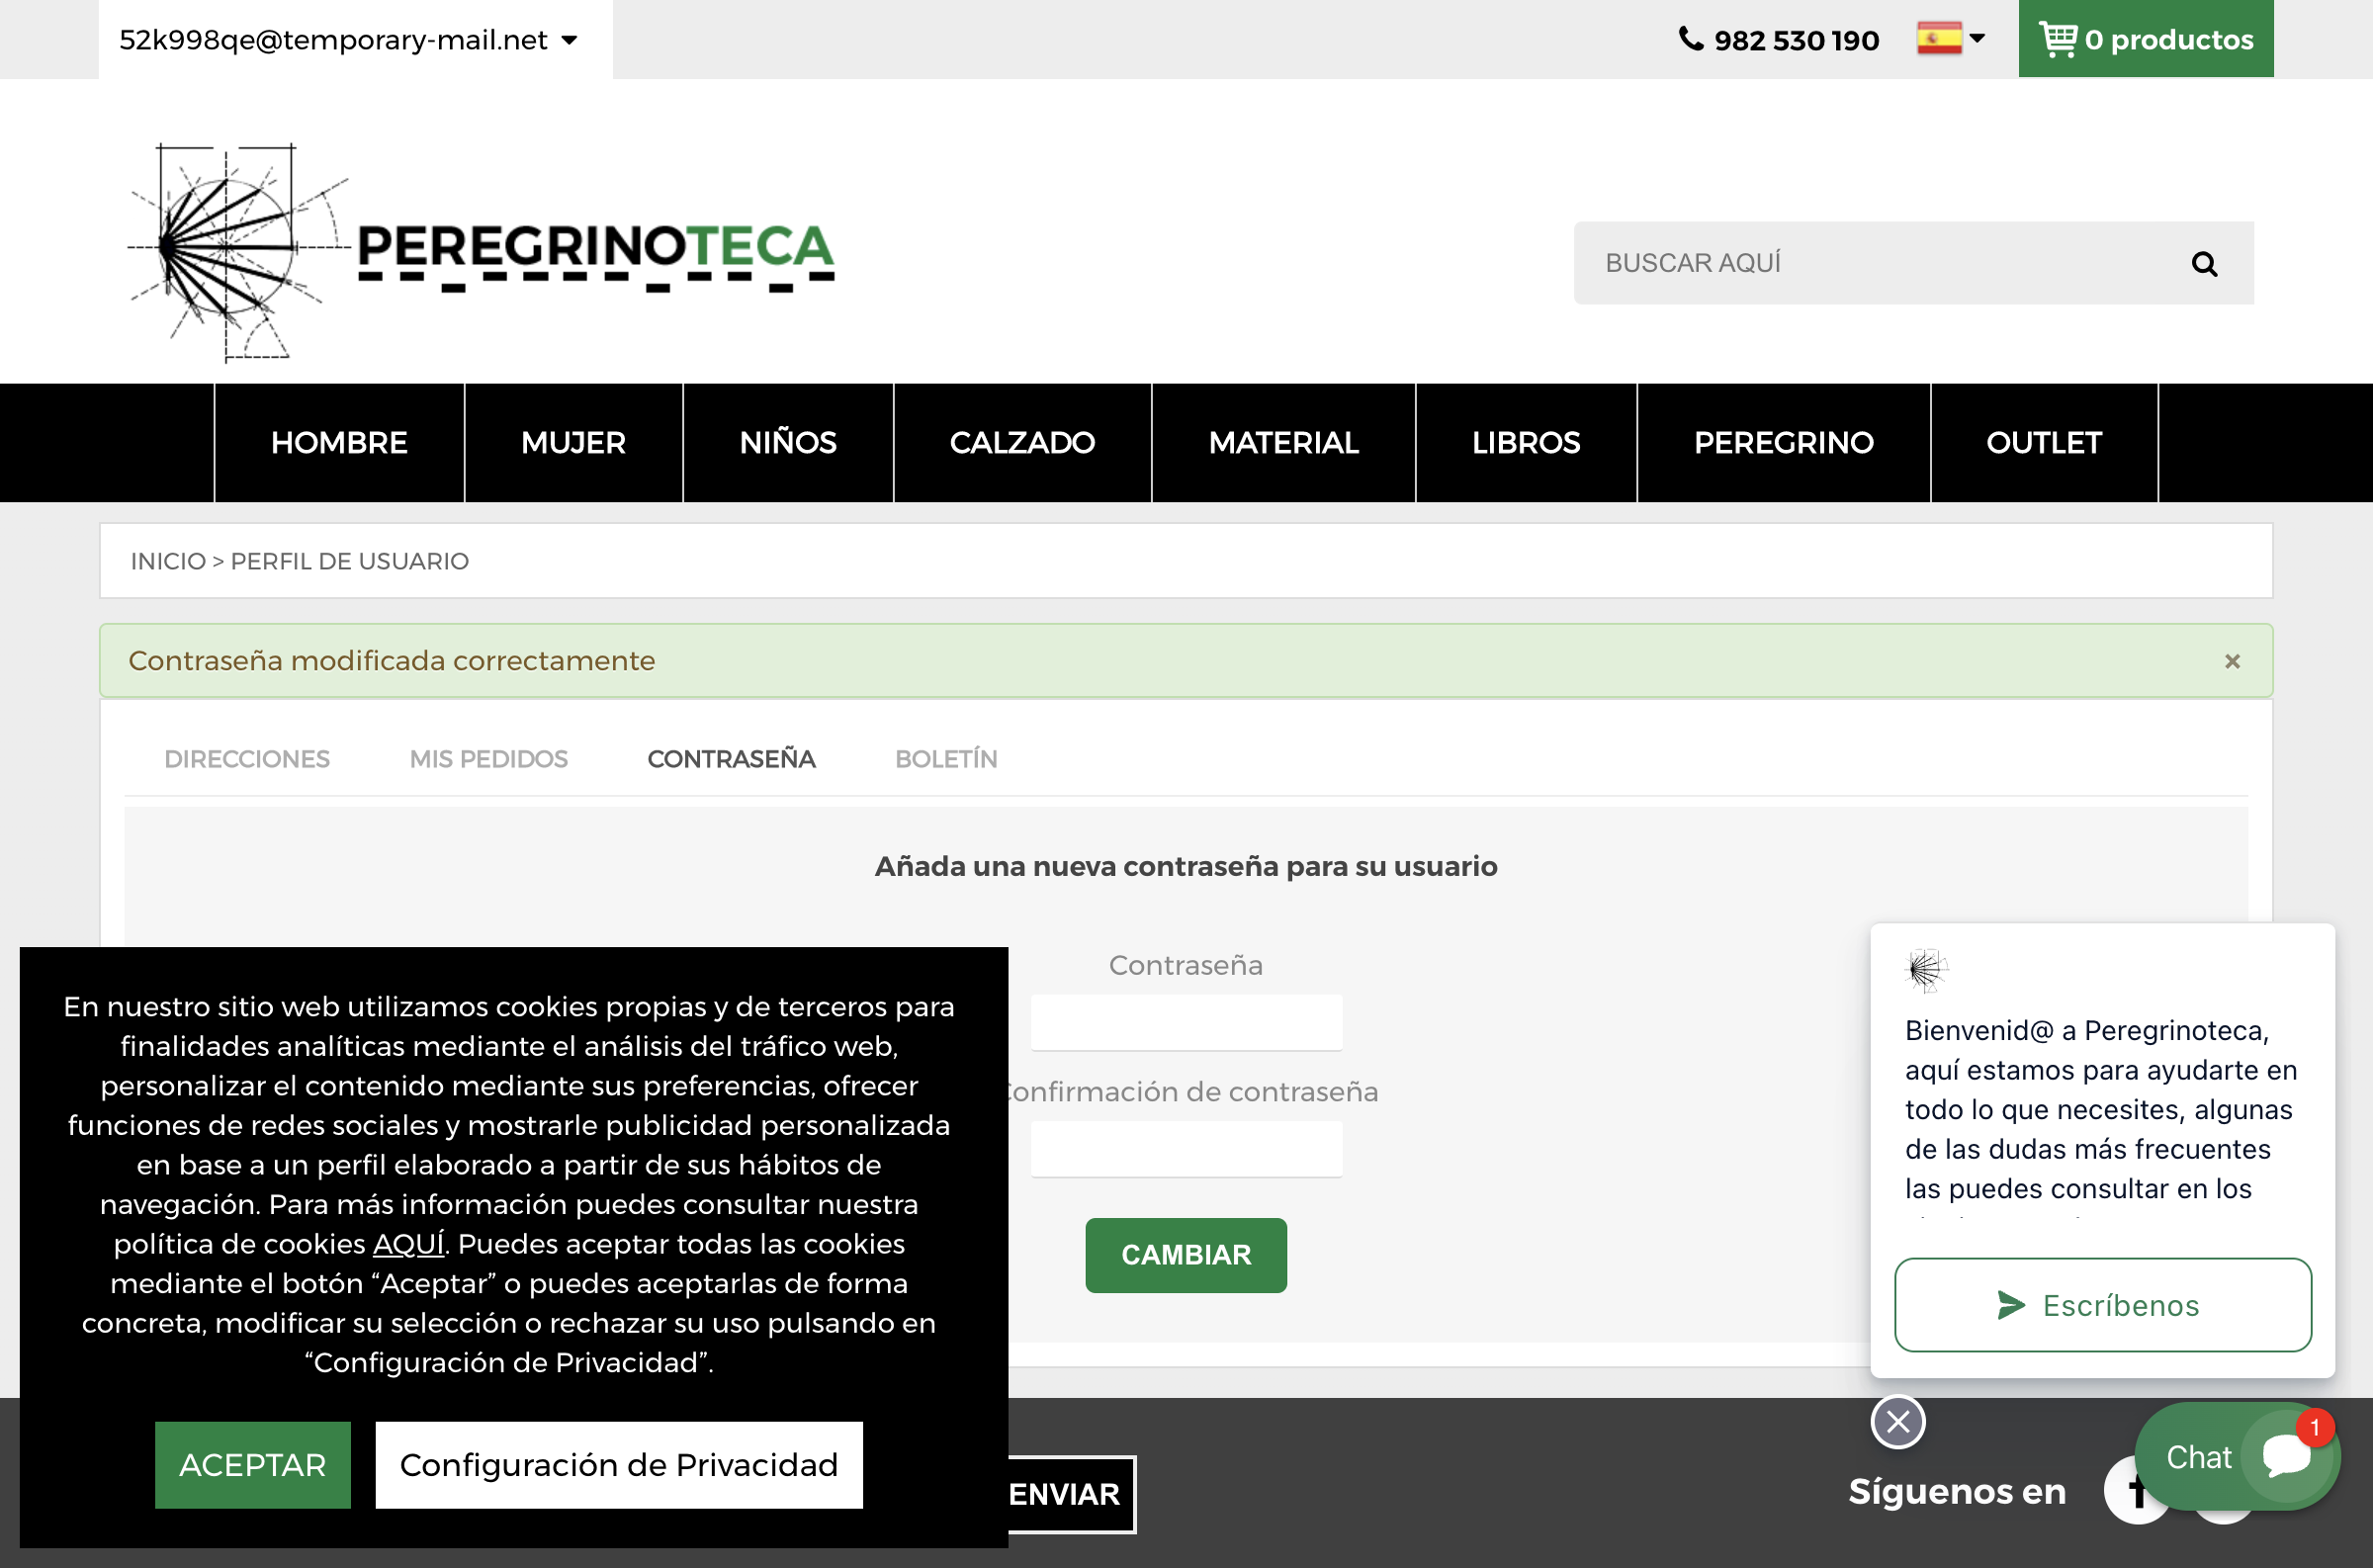 52k998qe@temporary-mail.net
982 530 190
0 productos
PEREGRINOTECA
BUSCAR AQUÍ
HOMBRE
MUJER
NIÑOS
CALZADO
MATERIAL
LIBROS
PEREGRINO
OUTLET
INICIO > PERFIL DE USUARIO
Contraseña modificada correctamente
×
DIRECCIONES
MIS PEDIDOS
CONTRASEÑA
BOLETÍN
Añada una nueva contraseña para su usuario
Contraseña
Confirmación de contraseña
CAMBIAR
En nuestro sitio web utilizamos cookies propias y de terceros para
finalidades analíticas mediante el análisis del tráfico web,
personalizar el contenido mediante sus preferencias, ofrecer
funciones de redes sociales y mostrarle publicidad personalizada
en base a un perfil elaborado a partir de sus hábitos de
navegación. Para más información puedes consultar nuestra
política de cookies AQUÍ. Puedes aceptar todas las cookies
mediante el botón “Aceptar” o puedes aceptarlas de forma
concreta, modificar su selección o rechazar su uso pulsando en
“Configuración de Privacidad”.
ACEPTAR
Configuración de Privacidad
ENVIAR
Bienvenid@ a Peregrinoteca,
aquí estamos para ayudarte en
todo lo que necesites, algunas
de las dudas más frecuentes
las puedes consultar en los
Escríbenos
Síguenos en
Chat
1